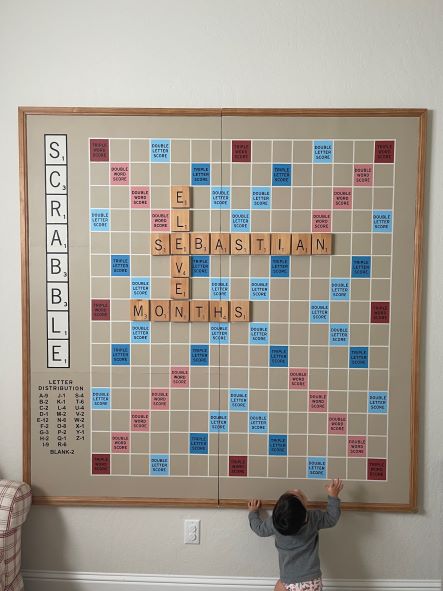 SCRABBLE
TRIPLE WORD SCORE DOUBLE LETTER SCORE TRIPLE WORD SCORE DOUBLE LETTER SCORE TRIPLE WORD SCORE
DOUBLE WORD SCORE TRIPLE LETTER SCORE TRIPLE LETTER SCORE DOUBLE WORD SCORE
DOUBLE WORD SCORE DOUBLE LETTER SCORE DOUBLE LETTER SCORE DOUBLE WORD SCORE
DOUBLE LETTER SCORE DOUBLE WORD SCORE DOUBLE LETTER SCORE DOUBLE WORD SCORE DOUBLE LETTER SCORE
ELEVEN
SEBASTIAN
TRIPLE LETTER SCORE TRIPLE LETTER SCORE TRIPLE LETTER SCORE TRIPLE LETTER SCORE
DOUBLE LETTER SCORE DOUBLE LETTER SCORE DOUBLE LETTER SCORE DOUBLE LETTER SCORE
TRIPLE WORD SCORE MONTHS TRIPLE WORD SCORE
DOUBLE LETTER SCORE DOUBLE LETTER SCORE DOUBLE LETTER SCORE DOUBLE LETTER SCORE
TRIPLE LETTER SCORE TRIPLE LETTER SCORE TRIPLE LETTER SCORE TRIPLE LETTER SCORE
DOUBLE WORD SCORE DOUBLE WORD SCORE
DOUBLE LETTER SCORE DOUBLE WORD SCORE DOUBLE LETTER SCORE DOUBLE WORD SCORE DOUBLE LETTER SCORE
DOUBLE WORD SCORE DOUBLE LETTER SCORE DOUBLE LETTER SCORE DOUBLE WORD SCORE
DOUBLE WORD SCORE TRIPLE LETTER SCORE TRIPLE LETTER SCORE DOUBLE WORD SCORE
TRIPLE WORD SCORE DOUBLE LETTER SCORE TRIPLE WORD SCORE DOUBLE LETTER SCORE TRIPLE WORD SCORE
LETTER
DISTRIBUTION
A-9 J-1 S-4
B-2 K-1 T-6
C-2 L-4 U-4
D-4 M-2 V-2
E-12 N-6 W-2
F-2 O-8 X-1
G-3 P-2 Y-2
H-2 Q-1 Z-1
I-9 R-6
BLANK-2